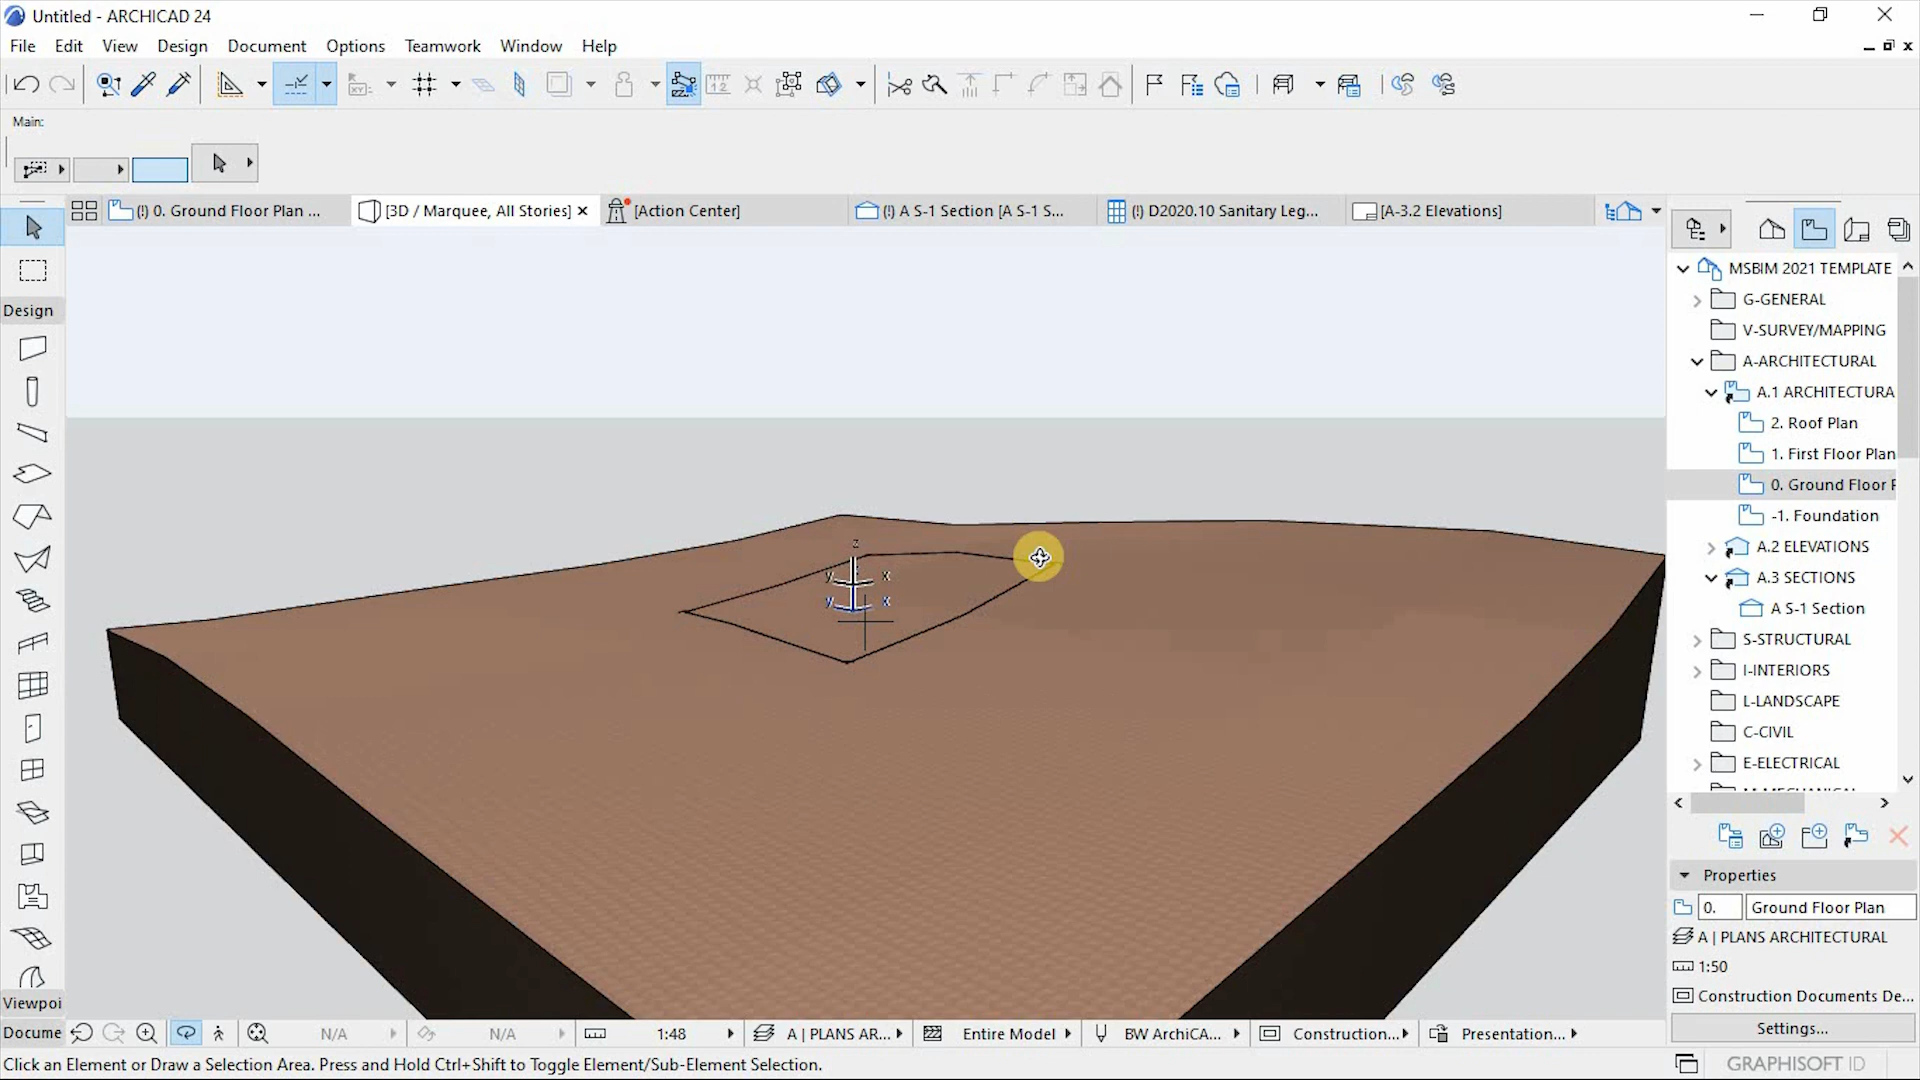 Untitled - ARCHICAD 24
File Edit View Design Document Options Teamwork Window Help
Main:
(!) 0. Ground Floor Plan ...
[3D / Marquee, All Stories]
[Action Center]
(!) A S-1 Section [A S-1 S...
(!) D2020.10 Sanitary Leg...
[A-3.2 Elevations]
Design
Viewpoi
Docume
z
y x
y x
MSBIM 2021 TEMPLATE
G-GENERAL
V-SURVEY/MAPPING
A-ARCHITECTURAL
A.1 ARCHITECTURA
2. Roof Plan
1. First Floor Plan
0. Ground Floor P
-1. Foundation
A.2 ELEVATIONS
A.3 SECTIONS
A S-1 Section
S-STRUCTURAL
I-INTERIORS
L-LANDSCAPE
C-CIVIL
E-ELECTRICAL
Properties
0. Ground Floor Plan
A | PLANS ARCHITECTURAL
1:50
Construction Documents De...
Settings...
N/A N/A 1:48 A | PLANS AR... Entire Model BW ArchiCA... Construction... Presentation...
Click an Element or Draw a Selection Area. Press and Hold Ctrl+Shift to Toggle Element/Sub-Element Selection.
GRAPHISOFT ID